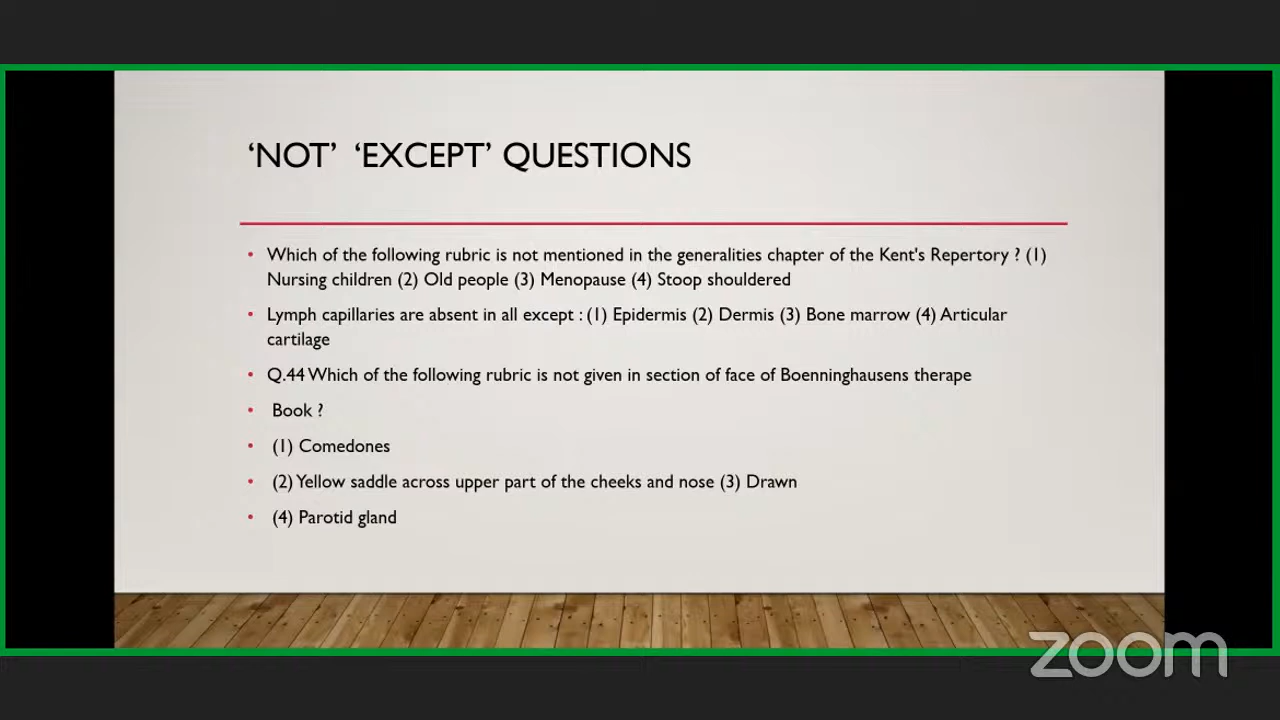 ‘NOT’ ‘EXCEPT’ QUESTIONS
• Which of the following rubric is not mentioned in the generalities chapter of the Kent's Repertory ? (1)
Nursing children (2) Old people (3) Menopause (4) Stoop shouldered
• Lymph capillaries are absent in all except : (1) Epidermis (2) Dermis (3) Bone marrow (4) Articular
cartilage
• Q.44 Which of the following rubric is not given in section of face of Boenninghausens therape
• Book ?
• (1) Comedones
• (2) Yellow saddle across upper part of the cheeks and nose (3) Drawn
• (4) Parotid gland
zoom